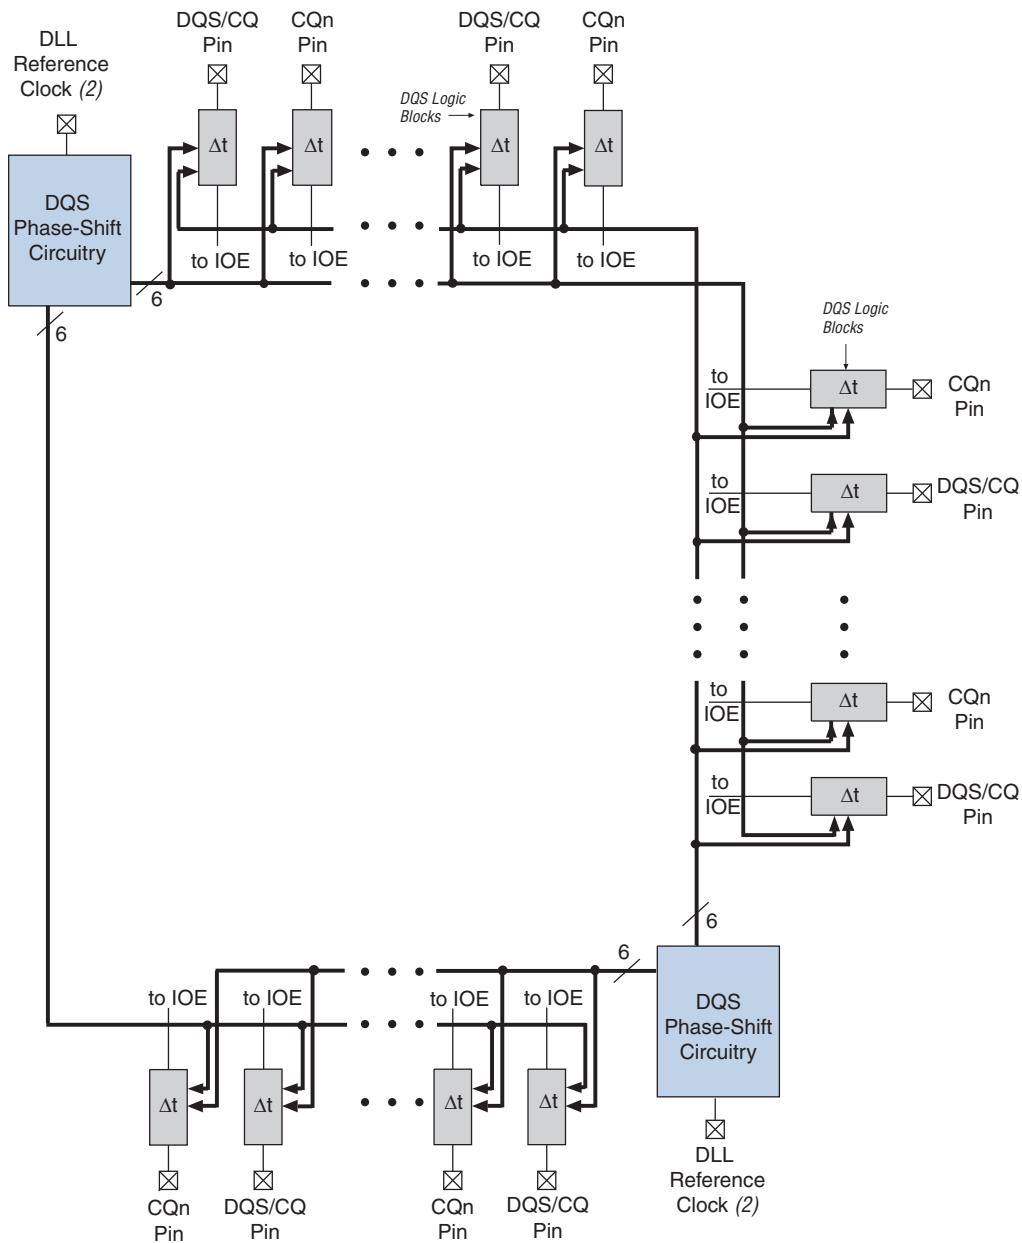 DLL
Reference
Clock (2)
DQS/CQ
Pin
CQn
Pin
DQS/CQ
Pin
CQn
Pin
DQS Logic
Blocks
Δt
Δt
Δt
Δt
DQS
Phase-Shift
Circuitry
to IOE
to IOE
to IOE
to IOE
6
6
DQS Logic
Blocks
to
IOE
Δt
CQn
Pin
to
IOE
Δt
DQS/CQ
Pin
to
IOE
Δt
CQn
Pin
to
IOE
Δt
DQS/CQ
Pin
6
6
to IOE
to IOE
to IOE
to IOE
DQS
Phase-Shift
Circuitry
Δt
Δt
Δt
Δt
CQn
Pin
DQS/CQ
Pin
CQn
Pin
DQS/CQ
Pin
DLL
Reference
Clock (2)